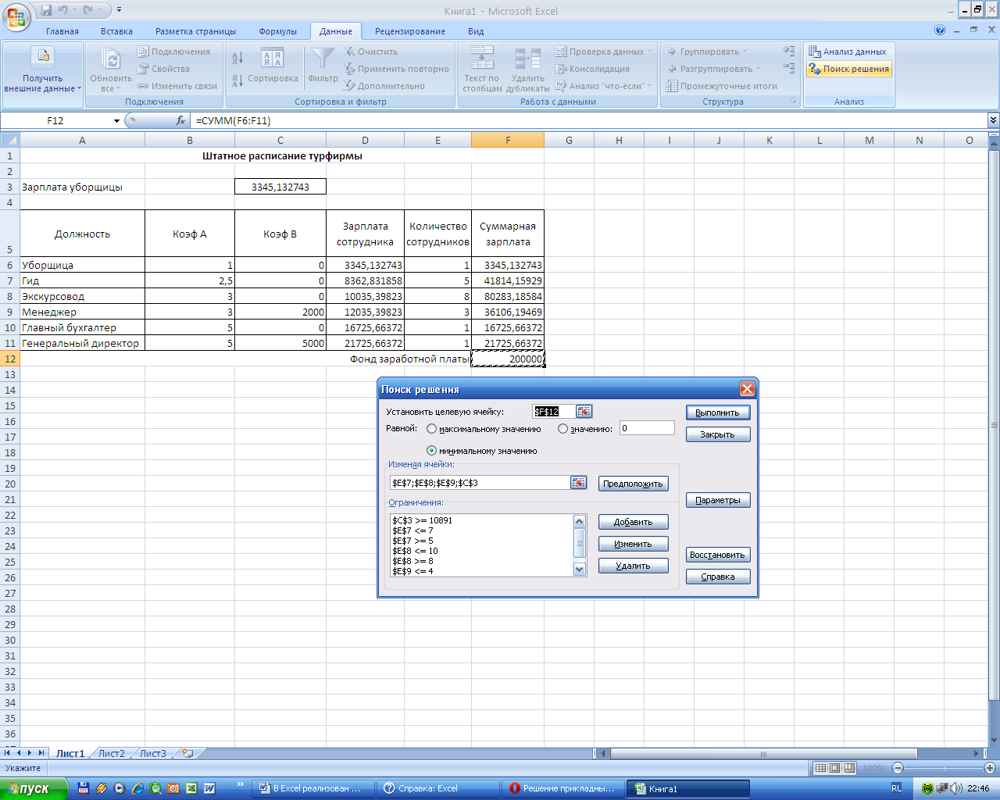 Книга1 - Microsoft Excel
Главная Вставка Разметка страницы Формулы Данные Рецензирование Вид
Получить внешние данные
Обновить все
Подключения
Свойства
Изменить связи
Подключения
Сортировка
Фильтр
Очистить
Применить повторно
Дополнительно
Сортировка и фильтр
Текст по столбцам
Удалить дубликаты
Проверка данных
Консолидация
Анализ "что-если"
Работа с данными
Группировать
Разгруппировать
Промежуточные итоги
Структура
Анализ данных
Поиск решения
Анализ
F12 fx =СУММ(F6:F11)
A B C D E F G H I J K L M N O
1 Штатное расписание турфирмы
2
3 Зарплата уборщицы 3345,132743
4
5 Должность Коэф А Коэф В Зарплата сотрудника Количество сотрудников Суммарная зарплата
6 Уборщица 1 0 3345,132743 1 3345,132743
7 Гид 2,5 0 8362,831858 5 41814,15929
8 Экскурсовод 3 0 10035,39823 8 80283,18584
9 Менеджер 3 2000 12035,39823 3 36106,19469
10 Главный бухгалтер 5 0 16725,66372 1 16725,66372
11 Генеральный директор 5 5000 21725,66372 1 21725,66372
12 Фонд заработной платы 200000
13
14
15
16
17
18
19
20
21
22
23
24
25
26
27
28
29
30
31
32
33
34
35
36
Поиск решения
Установить целевую ячейку: $F$12 Выполнить
Равной: максимальному значению значению: 0 Закрыть
минимальному значению
Изменяя ячейки:
$E$7;$E$8;$E$9;$C$3 Предположить
Параметры
Ограничения:
$C$3 >= 10891
$E$7 <= 7
$E$7 >= 5
$E$8 <= 10
$E$8 >= 8
$E$9 <= 4
Добавить
Изменить
Удалить
Восстановить
Справка
Лист1 Лист2 Лист3
Укажите 100%
пуск » В Excel реализован ... Справка: Excel Решение прикладны... Книга1 RL 22:46